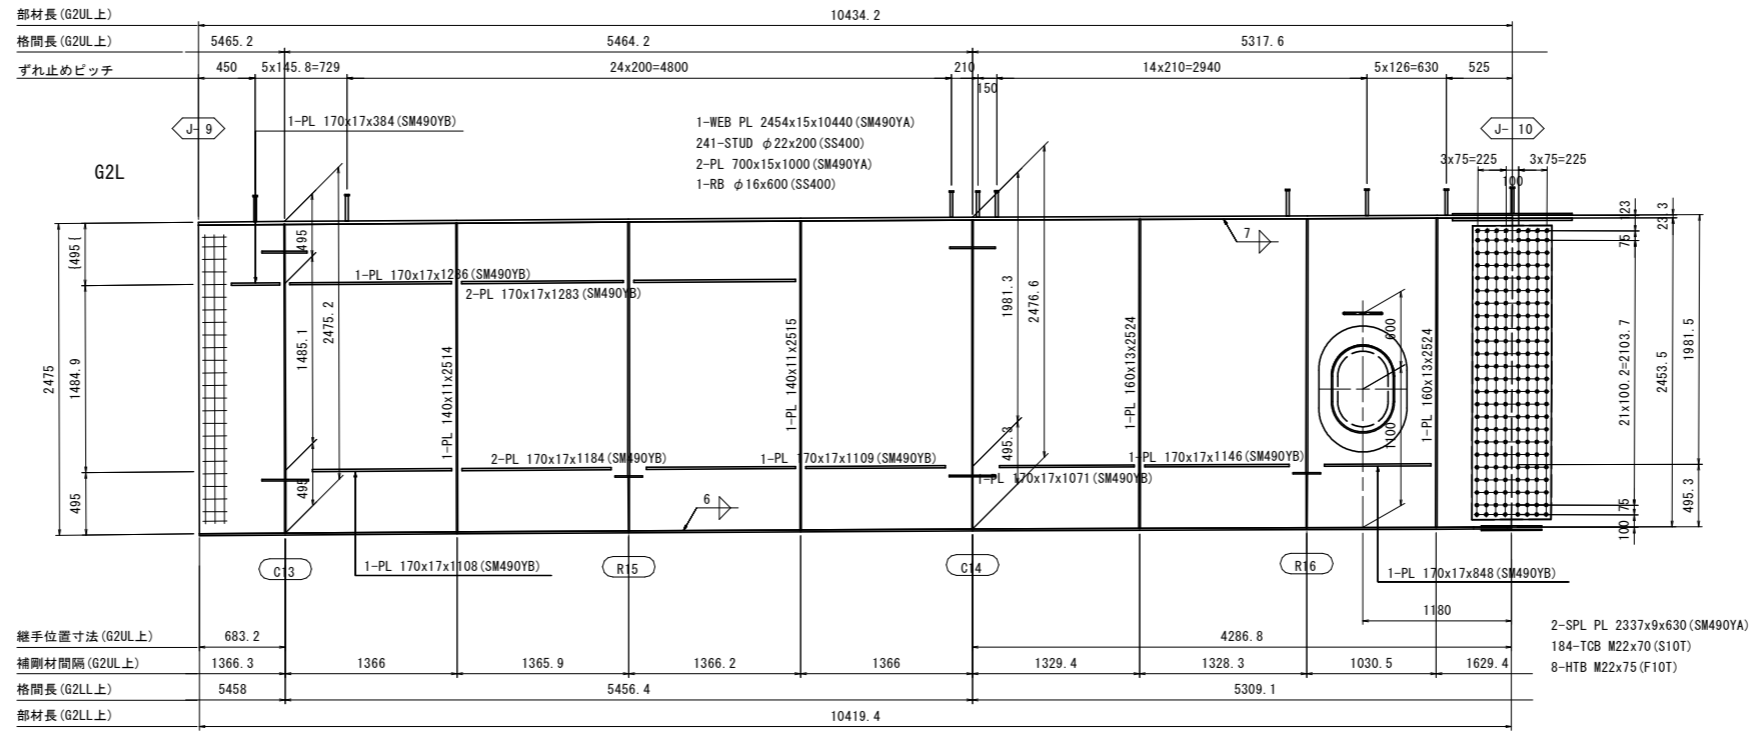 部材長(G2UL上) 10434.2
格間長(G2UL上) 5465.2 5464.2 5317.6
ずれ止めピッチ 450 5x145.8=729 24x200=4800 210 14x210=2940 5x126=630 525
150
J-9 1-PL 170x17x384(SM490YB)
1-WEB PL 2454x15x10440(SM490YA)
241-STUD φ22x200(SS400)
2-PL 700x15x1000(SM490YA)
1-RB φ16x600(SS400)
J-10
3x75=225 3x75=225
100
G2L
123
23.3
75
7
[495]
495
1-PL 170x17x1286(SM490YB)
2-PL 170x17x1283(SM490YB)
1485.1
2475.2
1981.3
2476.6
600
1100
2475
1484.9
495
1-PL 140x11x2514
1-PL 140x11x2515
1-PL 160x13x2524
1-PL 160x13x2524
21x100.2=2103.7
2453.5
1981.5
495
2-PL 170x17x1184(SM490YB)
1-PL 170x17x1109(SM490YB)
495.3
1-PL 170x17x1146(SM490YB)
1-PL 170x17x1071(SM490YB)
6
75
100
495.3
C13 1-PL 170x17x1108(SM490YB) R15 C14 R16 1-PL 170x17x848(SM490YB)
1180
2-SPL PL 2337x9x630(SM490YA)
184-TCB M22x70(S10T)
8-HTB M22x75(F10T)
継手位置寸法(G2UL上) 683.2 4286.8
補剛材間隔(G2UL上) 1366.3 1366 1365.9 1366.2 1366 1329.4 1328.3 1030.5 1629.4
格間長(G2LL上) 5458 5456.4 5309.1
部材長(G2LL上) 10419.4